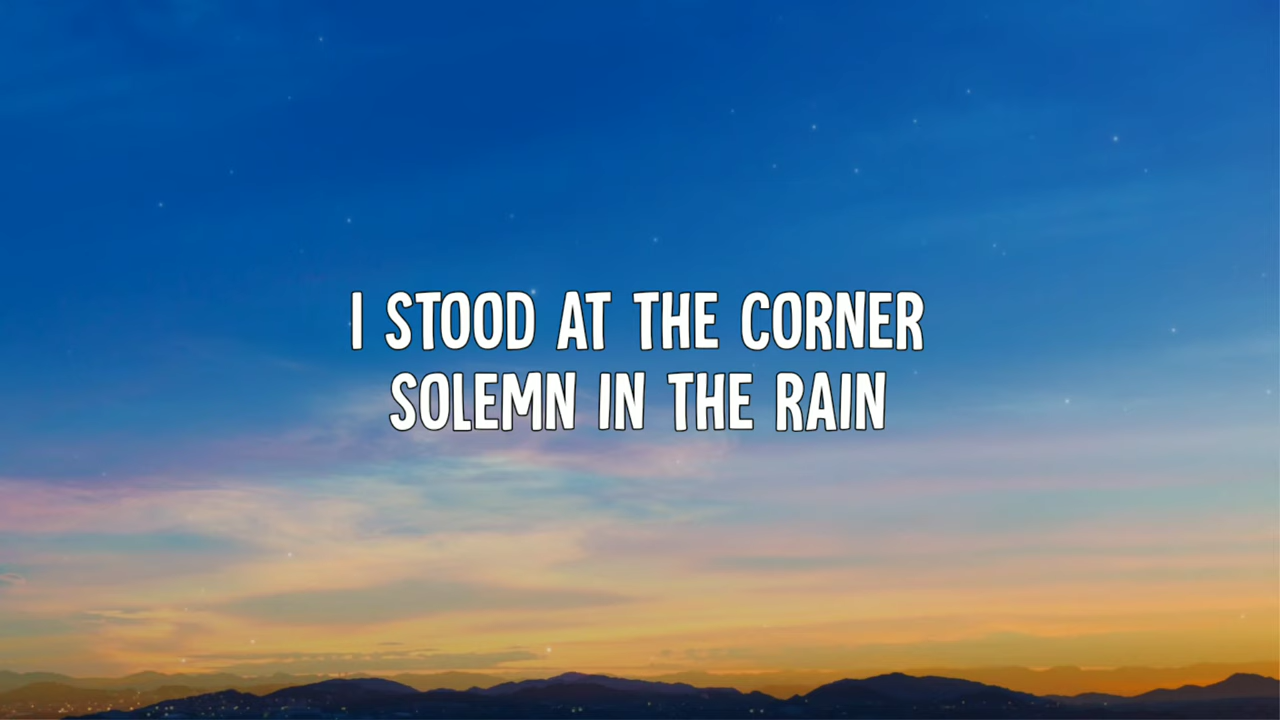 I STOOD AT THE CORNER
SOLEMN IN THE RAIN